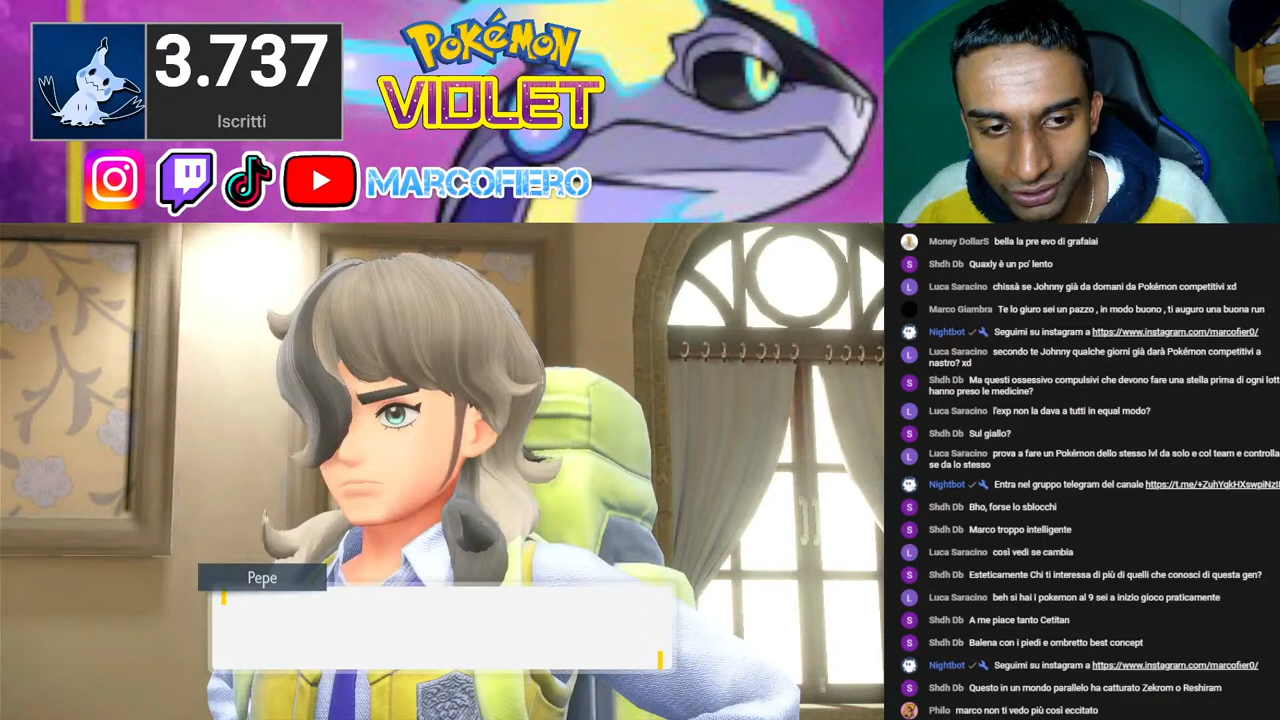 3.737
Iscritti
POKÉMON
VIOLET
MARCOFIERO
Money DollarS bella la pre evo di grafaiai
Shdh Db Quaxly è un po' lento
Luca Saracino chissà se Johnny già da domani da Pokémon competitivi xd
Marco Giambra Te lo giuro sei un pazzo , in modo buono , ti auguro una buona run
Nightbot Seguimi su instagram a https://www.instagram.com/marcofier0/
Luca Saracino secondo te Johnny qualche giorni già darà Pokémon competitivi a
nastro? xd
Shdh Db Ma questi ossessivo compulsivi che devono fare una stella prima di ogni lott
hanno preso le medicine?
Luca Saracino l'exp non la dava a tutti in equal modo?
Shdh Db Sul giallo?
Luca Saracino prova a fare un Pokémon dello stesso lvl da solo e col team e controlla
se da lo stesso
Nightbot Entra nel gruppo telegram del canale
Shdh Db Bho, forse lo sblocchi
Shdh Db Marco troppo intelligente
Luca Saracino così vedi se cambia
Shdh Db Esteticamente Chi ti interessa di più di quelli che conosci di questa gen?
Luca Saracino beh si hai i pokemon al 9 sei a inizio gioco praticamente
Shdh Db A me piace tanto Cetitan
Shdh Db Balena con i piedi e ombretto best concept
Nightbot Seguimi su instagram a https://www.instagram.com/marcofier0/
Shdh Db Questo in un mondo parallelo ha catturato Zekrom o Reshiram
Philo marco non ti vedo più così eccitato
Pepe